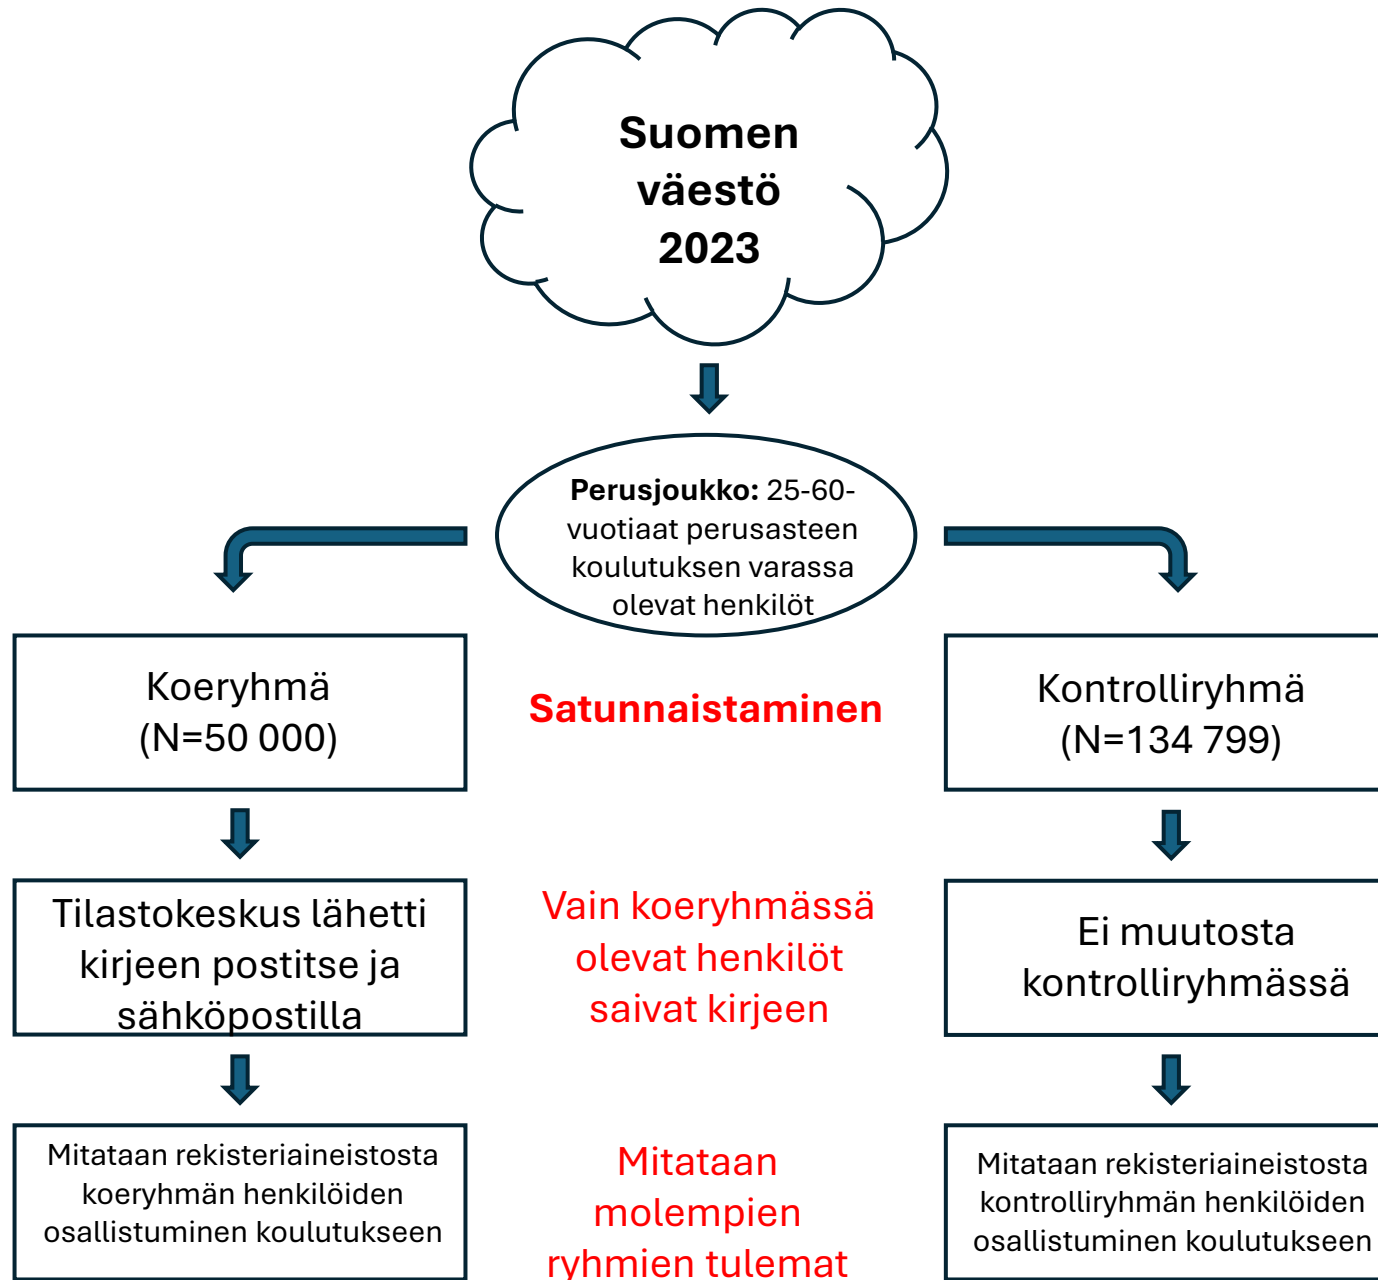 Suomen
väestö
2023
Perusjoukko: 25-60-
vuotiaat perusasteen
koulutuksen varassa
olevat henkilöt
Koeryhmä
(N=50 000)
Satunnaistaminen
Kontrolliryhmä
(N=134 799)
Tilastokeskus lähetti
kirjeen postitse ja
sähköpostilla
Vain koeryhmässä
olevat henkilöt
saivat kirjeen
Ei muutosta
kontrolliryhmässä
Mitataan rekisteriaineistosta
koeryhmän henkilöiden
osallistuminen koulutukseen
Mitataan
molempien
ryhmien tulemat
Mitataan rekisteriaineistosta
kontrolliryhmän henkilöiden
osallistuminen koulutukseen